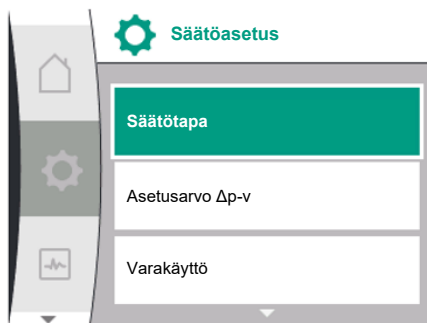 Säätöasetus
Säätötapa
Asetusarvo Δp-v
Varakäyttö